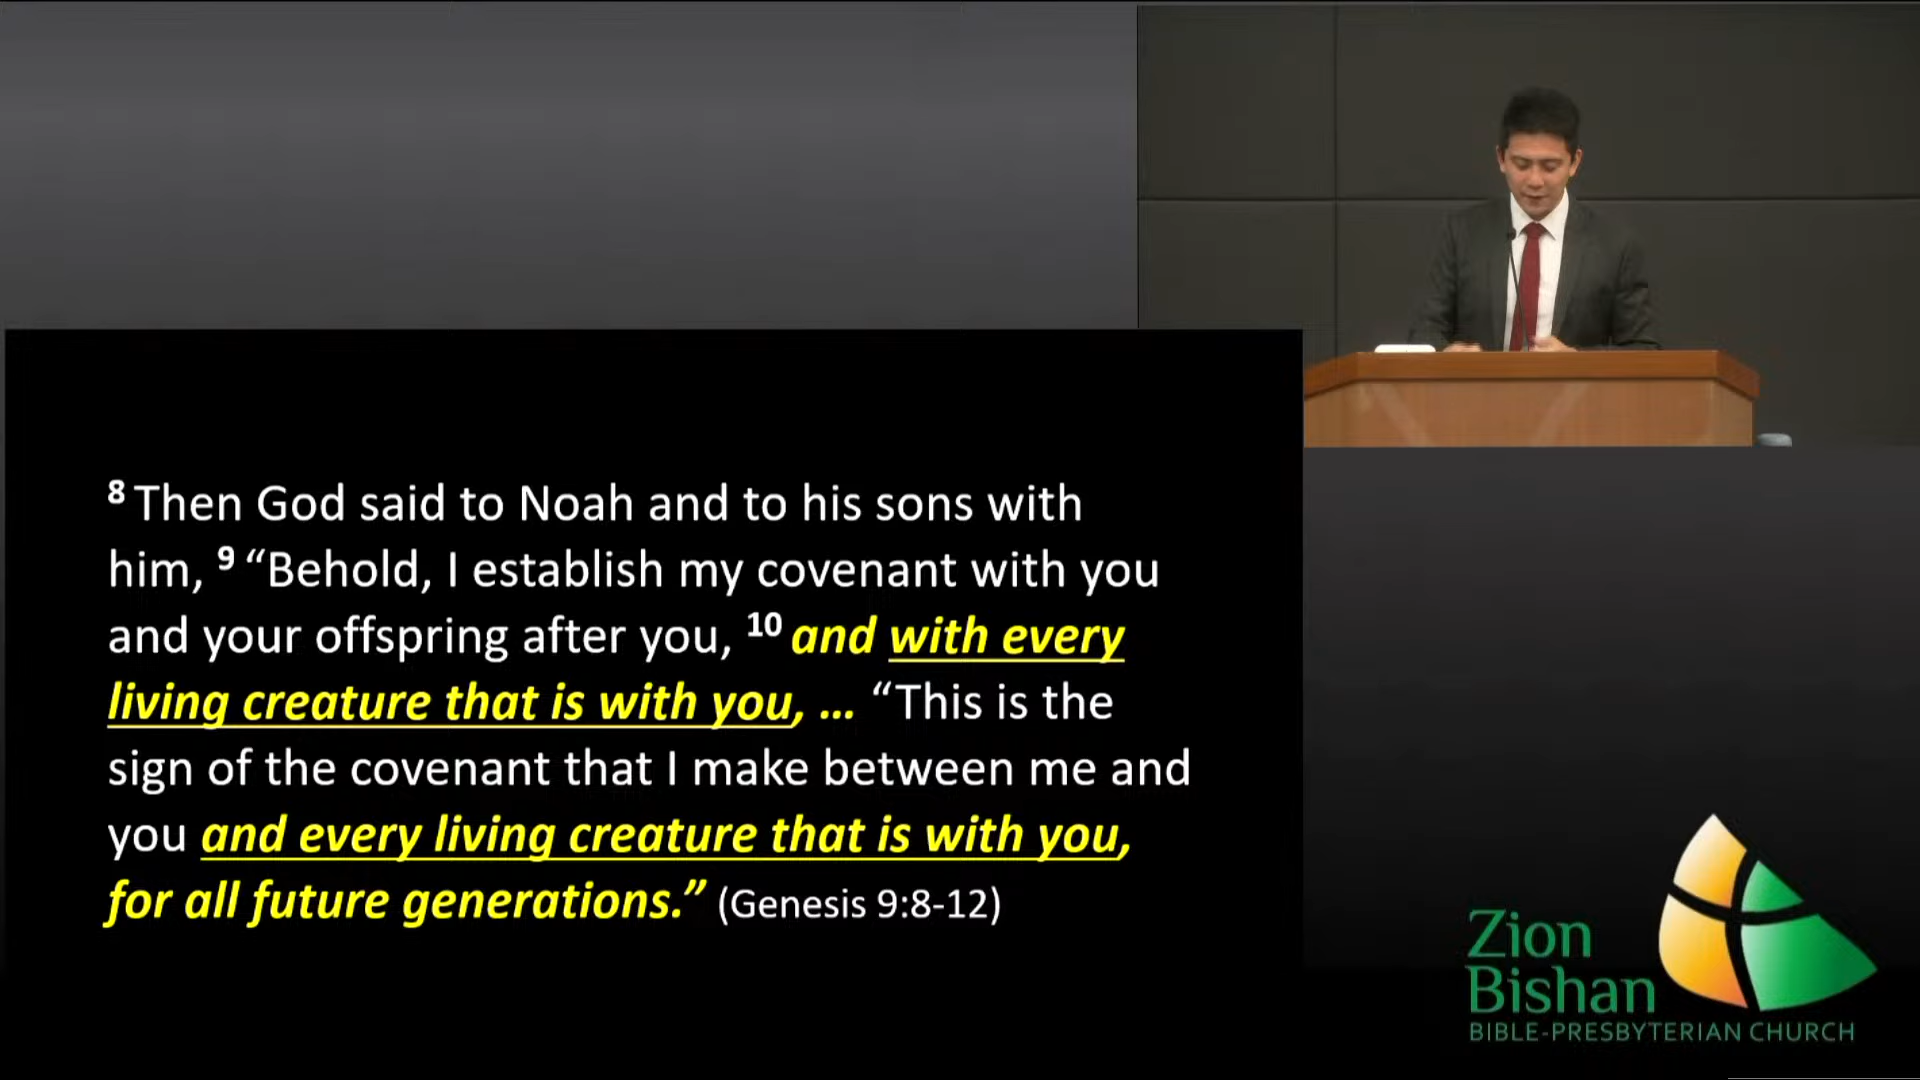 ⁸ Then God said to Noah and to his sons with
him, ⁹ “Behold, I establish my covenant with you
and your offspring after you, ¹⁰ and with every
living creature that is with you, … “This is the
sign of the covenant that I make between me and
you and every living creature that is with you,
for all future generations.” (Genesis 9:8-12)
Zion
Bishan
BIBLE-PRESBYTERIAN CHURCH